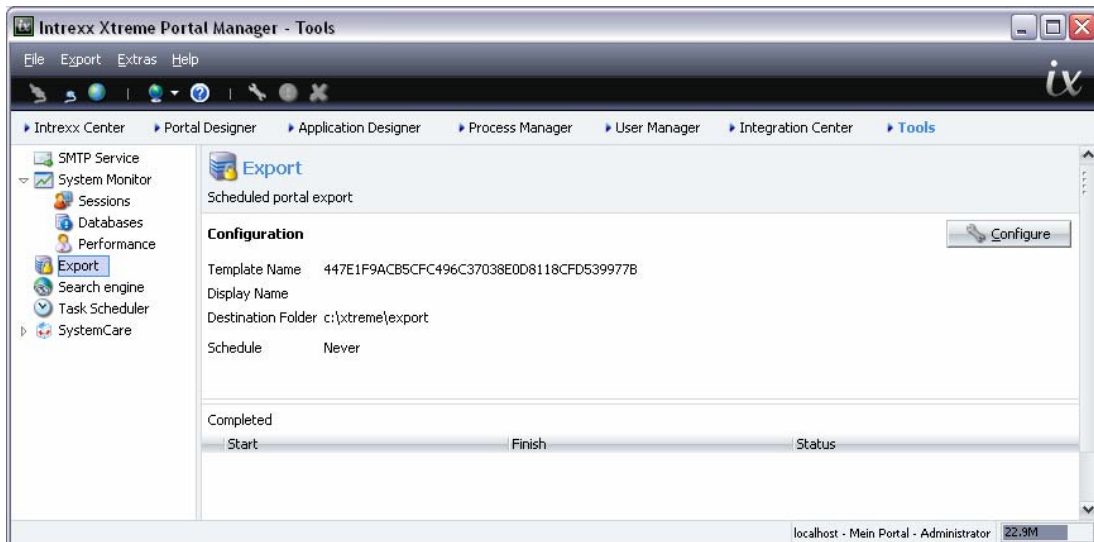 Intrexx Xtreme Portal Manager - Tools
File Export Extras Help
ix
Intrexx Center Portal Designer Application Designer Process Manager User Manager Integration Center Tools
SMTP Service
System Monitor
Sessions
Databases
Performance
Export
Search engine
Task Scheduler
SystemCare
Export
Scheduled portal export
Configuration
Configure
Template Name 447E1F9ACB5CFC496C37038E0D8118CFD539977B
Display Name
Destination Folder c:\xtreme\export
Schedule Never
Completed
Start Finish Status
localhost - Mein Portal - Administrator 22.9M